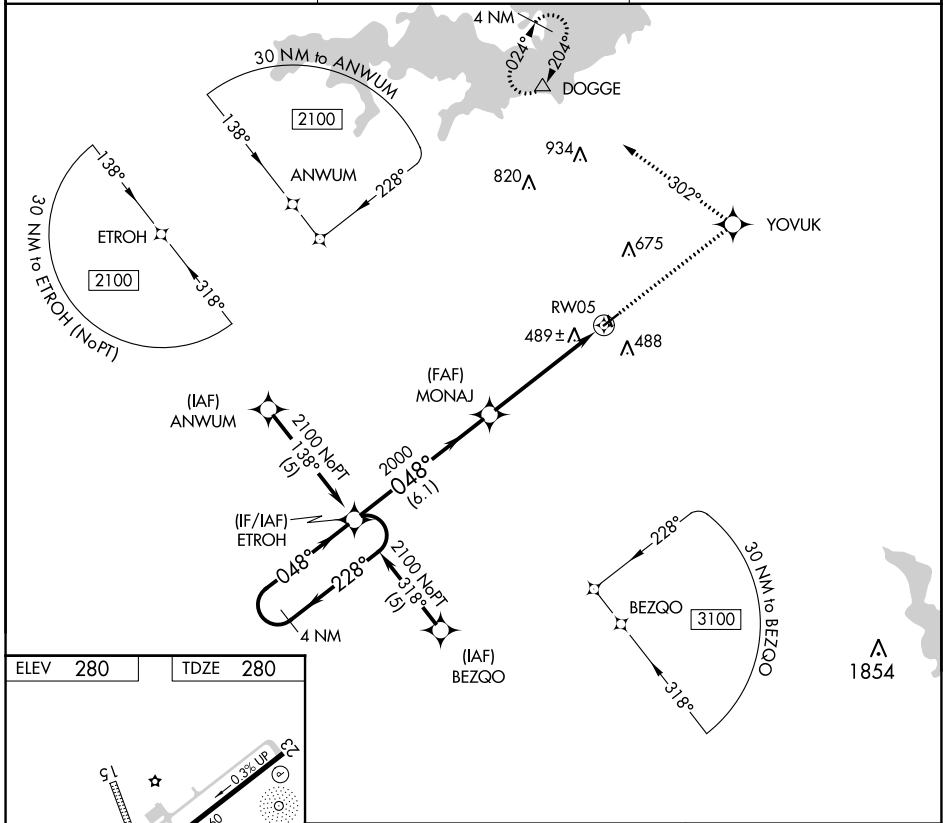 4 NM
024°
204°
DOGGE
30 NM to ANWUM
2100
138°
ANWUM
228°
138°
ETROH
2100
318°
30 NM to ETROH (NoPT)
934
820
302°
YOVUK
675
RW05
489±
488
(FAF)
MONAJ
(IAF)
ANWUM
2100 NoPT
138°
(5)
2000
048°
(6.1)
(IF/IAF)
ETROH
048°
228°
4 NM
2100 NoPT
318°
(5)
(IAF)
BEZQO
228°
BEZQO
3100
30 NM to BEZQO
318°
1854
ELEV 280
TDZE 280
15
0.3% UP
23
P